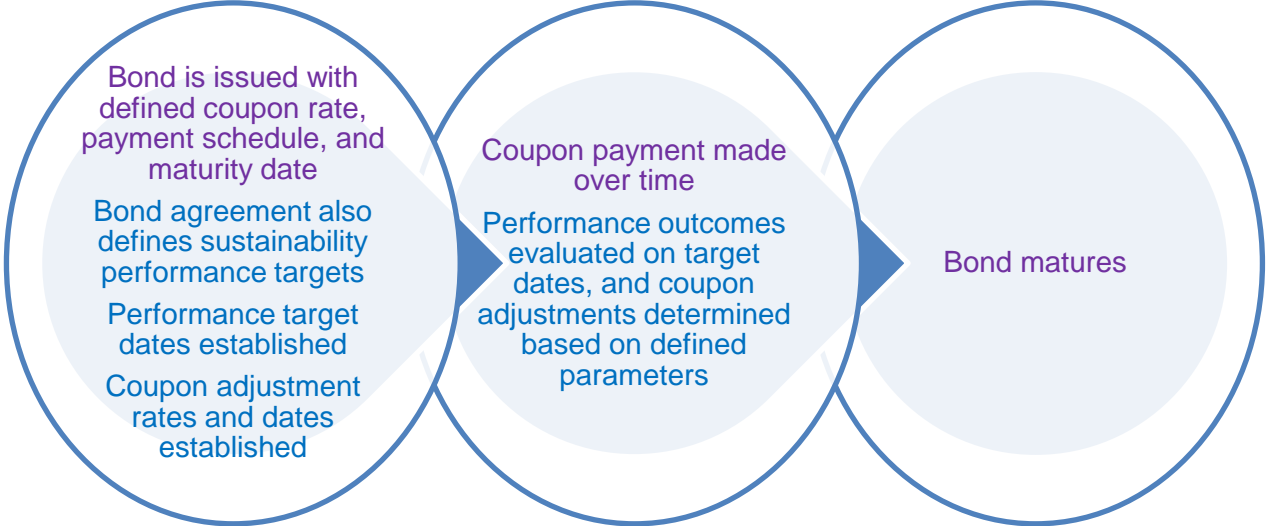 Bond is issued with
defined coupon rate,
payment schedule, and
maturity date
Bond agreement also
defines sustainability
performance targets
Performance target
dates established
Coupon adjustment
rates and dates
established
Coupon payment made
over time
Performance outcomes
evaluated on target
dates, and coupon
adjustments determined
based on defined
parameters
Bond matures